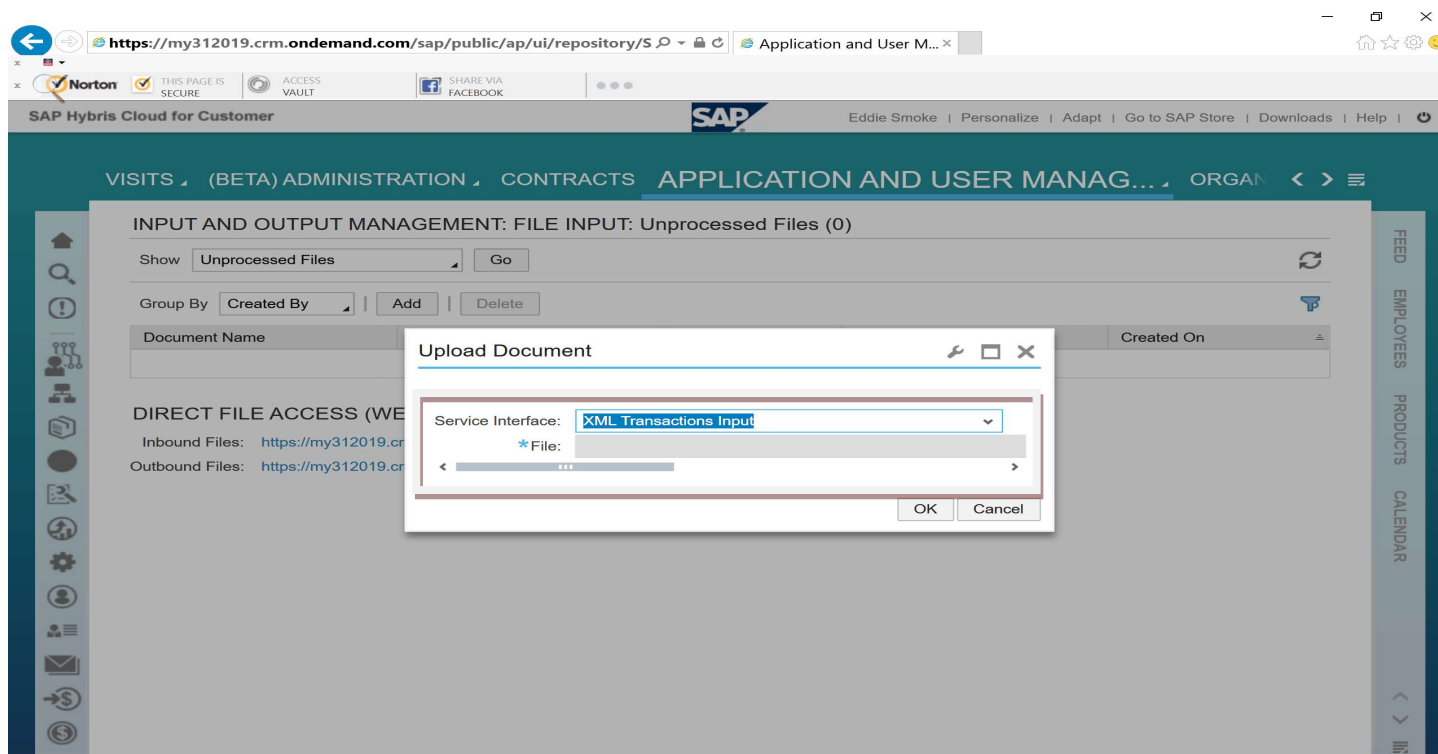 https://my312019.crm.ondemand.com/sap/public/ap/ui/repository/S
Application and User M...
Norton
THIS PAGE IS SECURE
ACCESS VAULT
SHARE VIA FACEBOOK
SAP Hybris Cloud for Customer
SAP
Eddie Smoke | Personalize | Adapt | Go to SAP Store | Downloads | Help |
VISITS (BETA) ADMINISTRATION CONTRACTS APPLICATION AND USER MANAG... ORGAN
INPUT AND OUTPUT MANAGEMENT: FILE INPUT: Unprocessed Files (0)
Show Unprocessed Files Go
Group By Created By | Add | Delete
Document Name Created On
Upload Document
Service Interface: XML Transactions Input
*File:
OK Cancel
DIRECT FILE ACCESS (WE
Inbound Files: https://my312019.cr
Outbound Files: https://my312019.cr
FEED
EMPLOYEES
PRODUCTS
CALENDAR